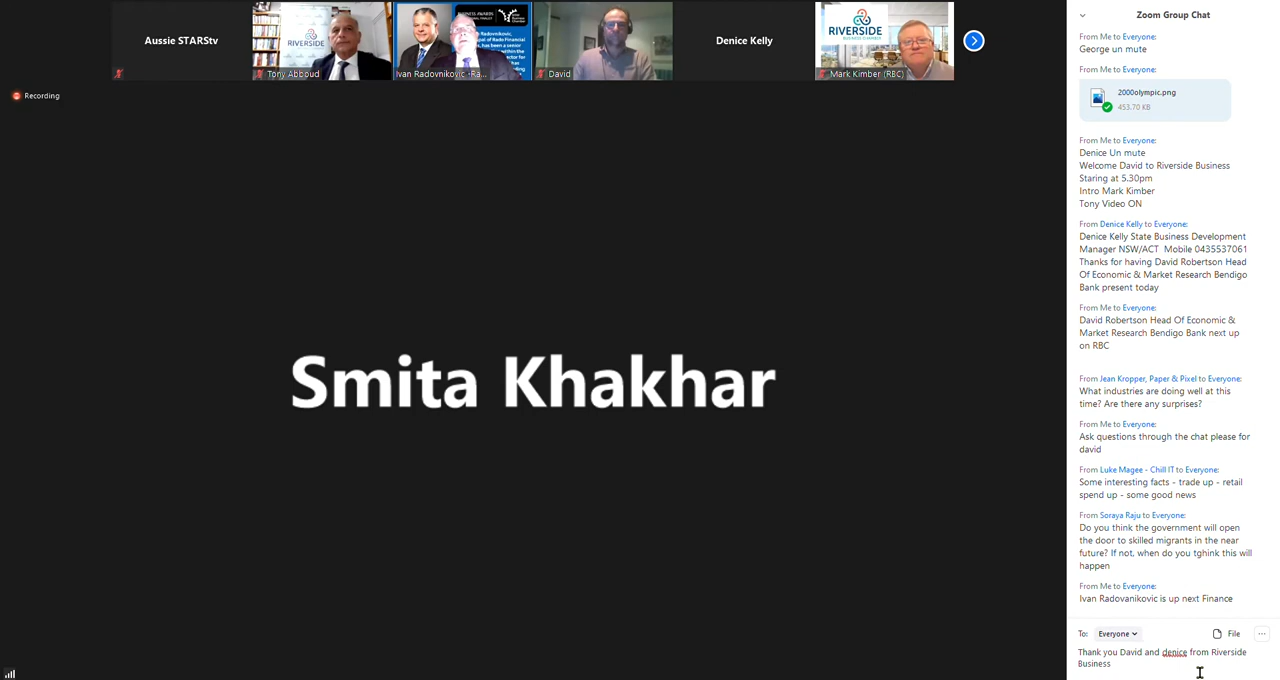 Aussie STARStv
RIVERSIDE
Tony Abboud
BUSINESS AWARDS
Ivan Radovnikovic -Ra...
David
Denice Kelly
RIVERSIDE
BUSINESS CHAMBER
Mark Kimber (RBC)
Recording
Smita Khakhar
Zoom Group Chat
From Me to Everyone:
George un mute
From Me to Everyone:
2000olympic.png
453.70 KB
From Me to Everyone:
Denice Un mute
Welcome David to Riverside Business
Staring at 5.30pm
Intro Mark Kimber
Tony Video ON
From Denice Kelly to Everyone:
Denice Kelly State Business Development
Manager NSW/ACT Mobile 0435537061
Thanks for having David Robertson Head
Of Economic & Market Research Bendigo
Bank present today
From Me to Everyone:
David Robertson Head Of Economic &
Market Research Bendigo Bank next up
on RBC
From Jean Kropper, Paper & Pixel to Everyone:
What industries are doing well at this
time? Are there any surprises?
From Me to Everyone:
Ask questions through the chat please for
david
From Luke Magee - Chill IT to Everyone:
Some interesting facts - trade up - retail
spend up - some good news
From Soraya Raju to Everyone:
Do you think the government will open
the door to skilled migrants in the near
future? If not, when do you tghink this will
happen
From Me to Everyone:
Ivan Radovanikovic is up next Finance
To: Everyone
File
Thank you David and denice from Riverside
Business